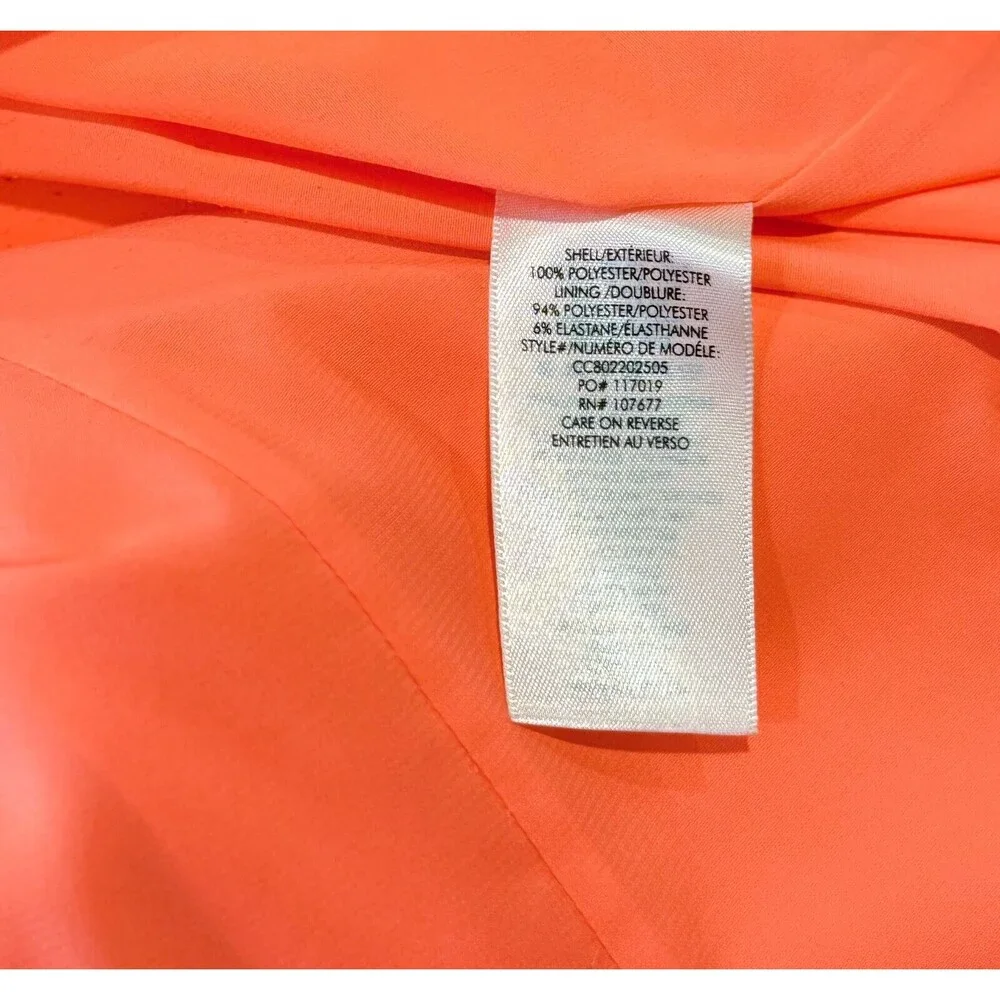 SHELL/EXTÉRIEUR:
100% POLYESTER/POLYESTER
LINING /DOUBLURE:
94% POLYESTER/POLYESTER
6% ELASTANE/ÉLASTHANNE
STYLE#/NUMÉRO DE MODÉLE:
CC802202505
PO# 117019
RN# 107677
CARE ON REVERSE
ENTRETIEN AU VERSO